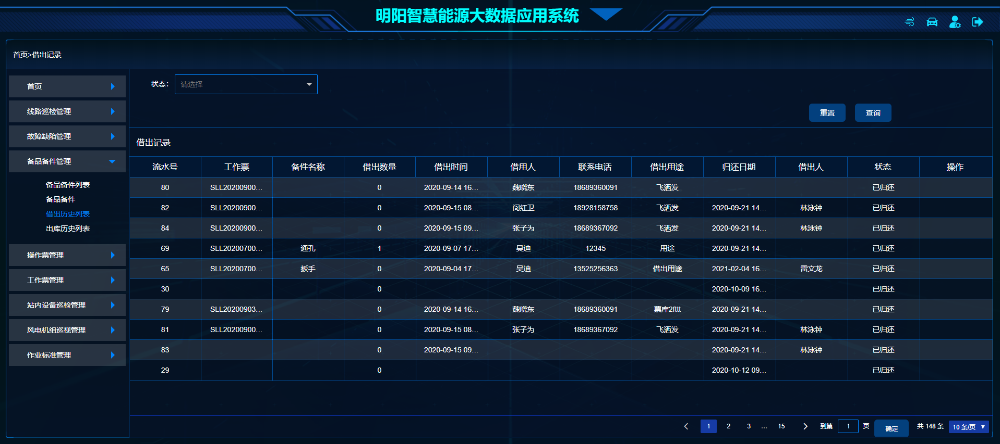 明阳智慧能源大数据应用系统
首页>借出记录
首页
线路巡检管理
故障缺陷管理
备品备件管理
备品备件列表
备品备件
借出历史列表
出库历史列表
操作票管理
工作票管理
站内设备巡检管理
风电机组巡视管理
作业标准管理
状态： 请选择
重置 查询
借出记录
流水号 工作票 备件名称 借出数量 借出时间 借用人 联系电话 借出用途 归还日期 借出人 状态 操作
80 SLL20200900... 0 2020-09-14 16... 魏晓东 18689360091 飞洒发 已归还
82 SLL20200900... 0 2020-09-15 08... 闵红卫 18928158758 飞洒发 2020-09-21 14... 林泳钟 已归还
84 SLL20200900... 0 2020-09-15 09... 张子为 18689367092 飞洒发 2020-09-21 14... 林泳钟 已归还
69 SLL20200700... 通孔 1 2020-09-07 17... 吴迪 12345 用途 2020-09-21 14... 已归还
65 SLL20200700... 扳手 0 2020-09-04 17... 吴迪 13525256363 借出用途 2021-02-04 16... 雷文龙 已归还
30 0 2020-10-09 16... 已归还
79 SLL20200903... 0 2020-09-14 16... 魏晓东 18689360091 票库2fttt 2020-09-21 14... 已归还
81 SLL20200900... 0 2020-09-15 08... 张子为 18689367092 飞洒发 2020-09-21 14... 林泳钟 已归还
83 0 2020-09-15 09... 2020-09-21 14... 林泳钟 已归还
29 0 2020-10-12 09... 已归还
1 2 3 ... 15 到第 1 页 确定 共 148 条 10 条/页